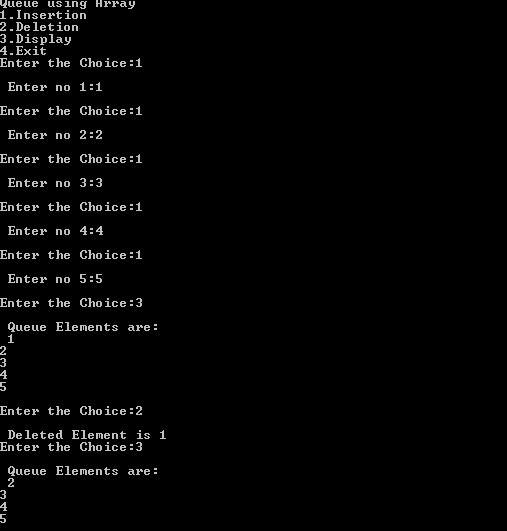 Queue using Array
1.Insertion
2.Deletion
3.Display
4.Exit
Enter the Choice:1
Enter no 1:1
Enter the Choice:1
Enter no 2:2
Enter the Choice:1
Enter no 3:3
Enter the Choice:1
Enter no 4:4
Enter the Choice:1
Enter no 5:5
Enter the Choice:3
Queue Elements are:
1
2
3
4
5
Enter the Choice:2
Deleted Element is 1
Enter the Choice:3
Queue Elements are:
2
3
4
5